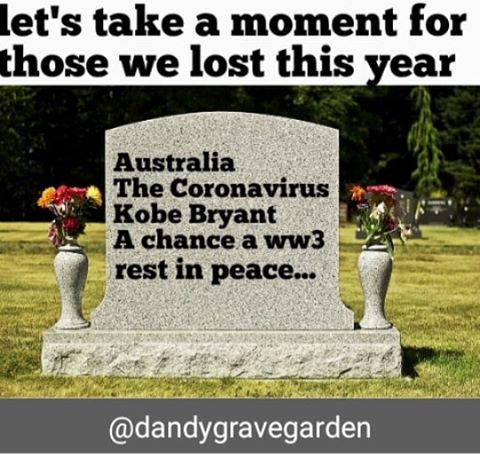 let's take a moment for
those we lost this year
Australia
The Coronavirus
Kobe Bryant
A chance a ww3
rest in peace...
@dandygravegarden